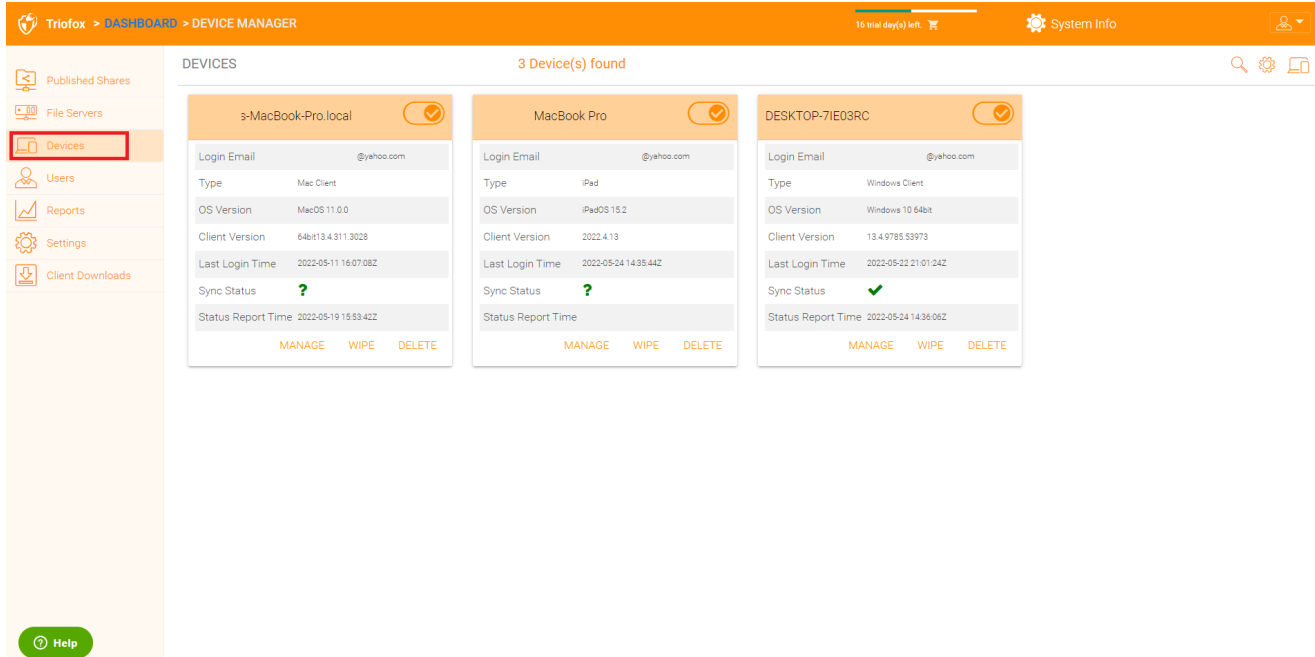 Triofox > DASHBOARD > DEVICE MANAGER
16 trial day(s) left.
System Info
Published Shares
File Servers
Devices
Users
Reports
Settings
Client Downloads
Help
DEVICES
3 Device(s) found
s-MacBook-Pro.local
Login Email @yahoo.com
Type Mac Client
OS Version MacOS 11.0.0
Client Version 64bit13.4.311.3028
Last Login Time 2022-05-11 16:07:08Z
Sync Status ?
Status Report Time 2022-05-19 15:53:42Z
MANAGE WIPE DELETE
MacBook Pro
Login Email @yahoo.com
Type iPad
OS Version iPadOS 15.2
Client Version 2022.4.13
Last Login Time 2022-05-24 14:35:44Z
Sync Status ?
Status Report Time
MANAGE WIPE DELETE
DESKTOP-7IE03RC
Login Email @yahoo.com
Type Windows Client
OS Version Windows 10 64bit
Client Version 13.4.9785.53973
Last Login Time 2022-05-22 21:01:24Z
Sync Status
Status Report Time 2022-05-24 14:36:06Z
MANAGE WIPE DELETE